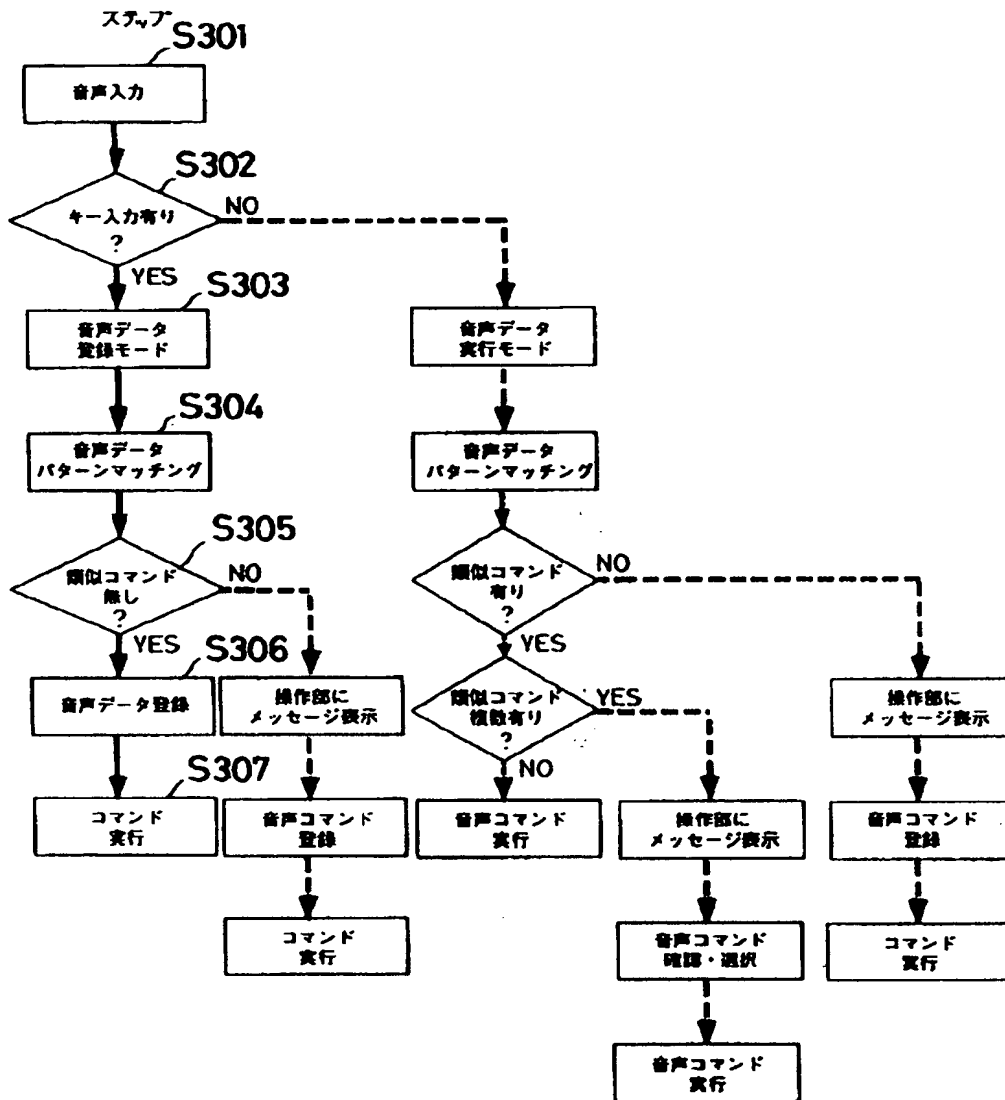 ステップ
S301
音声入力
S302
キー入力有り
?
NO
YES
S303
音声データ
登録モード
音声データ
実行モード
S304
音声データ
パターンマッチング
音声データ
パターンマッチング
S305
類似コマンド
無し
?
NO
YES
類似コマンド
有り
?
NO
YES
S306
音声データ登録
操作部に
メッセージ表示
類似コマンド
複数有り
?
YES
NO
操作部に
メッセージ表示
S307
コマンド
実行
音声コマンド
登録
音声コマンド
実行
操作部に
メッセージ表示
音声コマンド
登録
コマンド
実行
音声コマンド
確認・選択
コマンド
実行
音声コマンド
実行